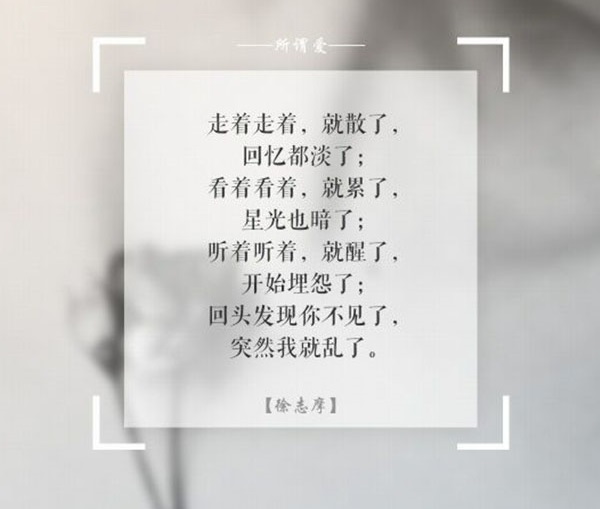 ——所谓爱——
走着走着，就散了，
回忆都淡了；
看着看着，就累了，
星光也暗了；
听着听着，就醒了，
开始埋怨了；
回头发现你不见了，
突然我就乱了。
【徐志摩】